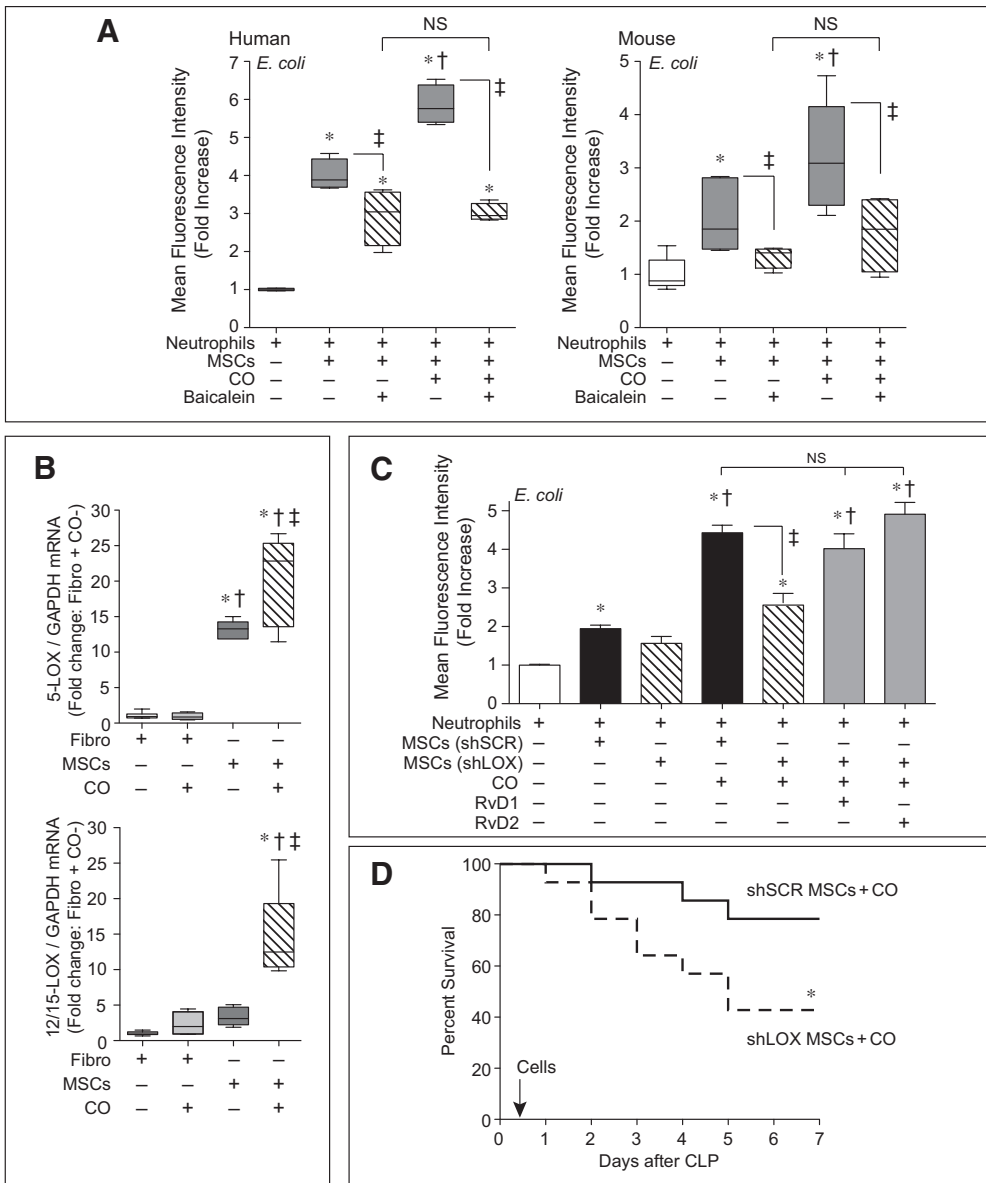 A
NS
NS
Human
Mouse
E. coli
E. coli
Mean Fluorescence Intensity
(Fold Increase)
7
6
5
4
3
2
1
0
* * *† *
‡ ‡
Mean Fluorescence Intensity
(Fold Increase)
5
4
3
2
1
0
* *†
‡ ‡
Neutrophils + + + + +
MSCs – + + + +
CO – – – + +
Baicalein – – + – +
Neutrophils + + + + +
MSCs – + + + +
CO – – – + +
Baicalein – – + – +
B
5-LOX / GAPDH mRNA
(Fold change: Fibro + CO-)
30
25
20
15
10
5
0
*† *†‡
Fibro + + – –
MSCs – – + +
CO – + – +
12/15-LOX / GAPDH mRNA
(Fold change: Fibro + CO-)
30
25
20
15
10
5
0
*†‡
Fibro + + – –
MSCs – – + +
CO – + – +
C
NS
E. coli
Mean Fluorescence Intensity
(Fold Increase)
5
4
3
2
1
0
* *† * *† *†
‡
Neutrophils + + + + + + +
MSCs (shSCR) – + – + – – –
MSCs (shLOX) – – + – + + +
CO – – – + + + +
RvD1 – – – – – + –
RvD2 – – – – – – +
D
Percent Survival
100
80
60
40
20
0
shSCR MSCs + CO
*
shLOX MSCs + CO
Cells
0 1 2 3 4 5 6 7
Days after CLP